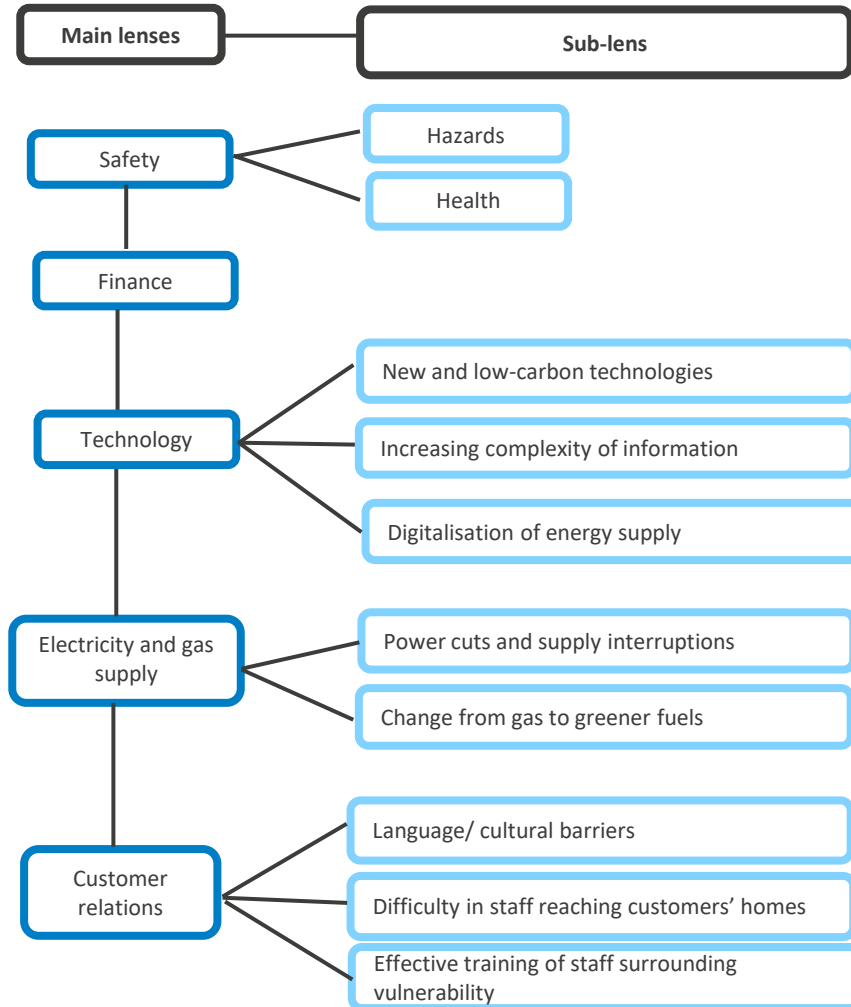 Main lenses
Sub-lens
Safety
Hazards
Health
Finance
Technology
New and low-carbon technologies
Increasing complexity of information
Digitalisation of energy supply
Electricity and gas
supply
Power cuts and supply interruptions
Change from gas to greener fuels
Customer
relations
Language/ cultural barriers
Difficulty in staff reaching customers’ homes
Effective training of staff surrounding
vulnerability